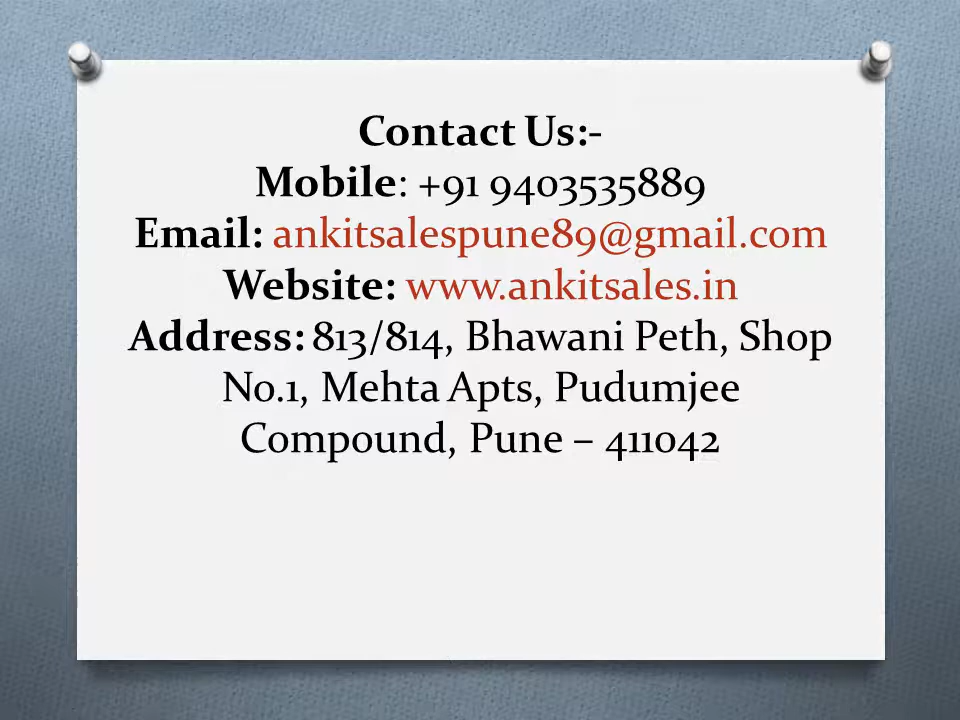 Contact Us:-
Mobile: +91 9403535889
Email: ankitsalespune89@gmail.com
Website: www.ankitsales.in
Address: 813/814, Bhawani Peth, Shop
No.1, Mehta Apts, Pudumjee
Compound, Pune – 411042